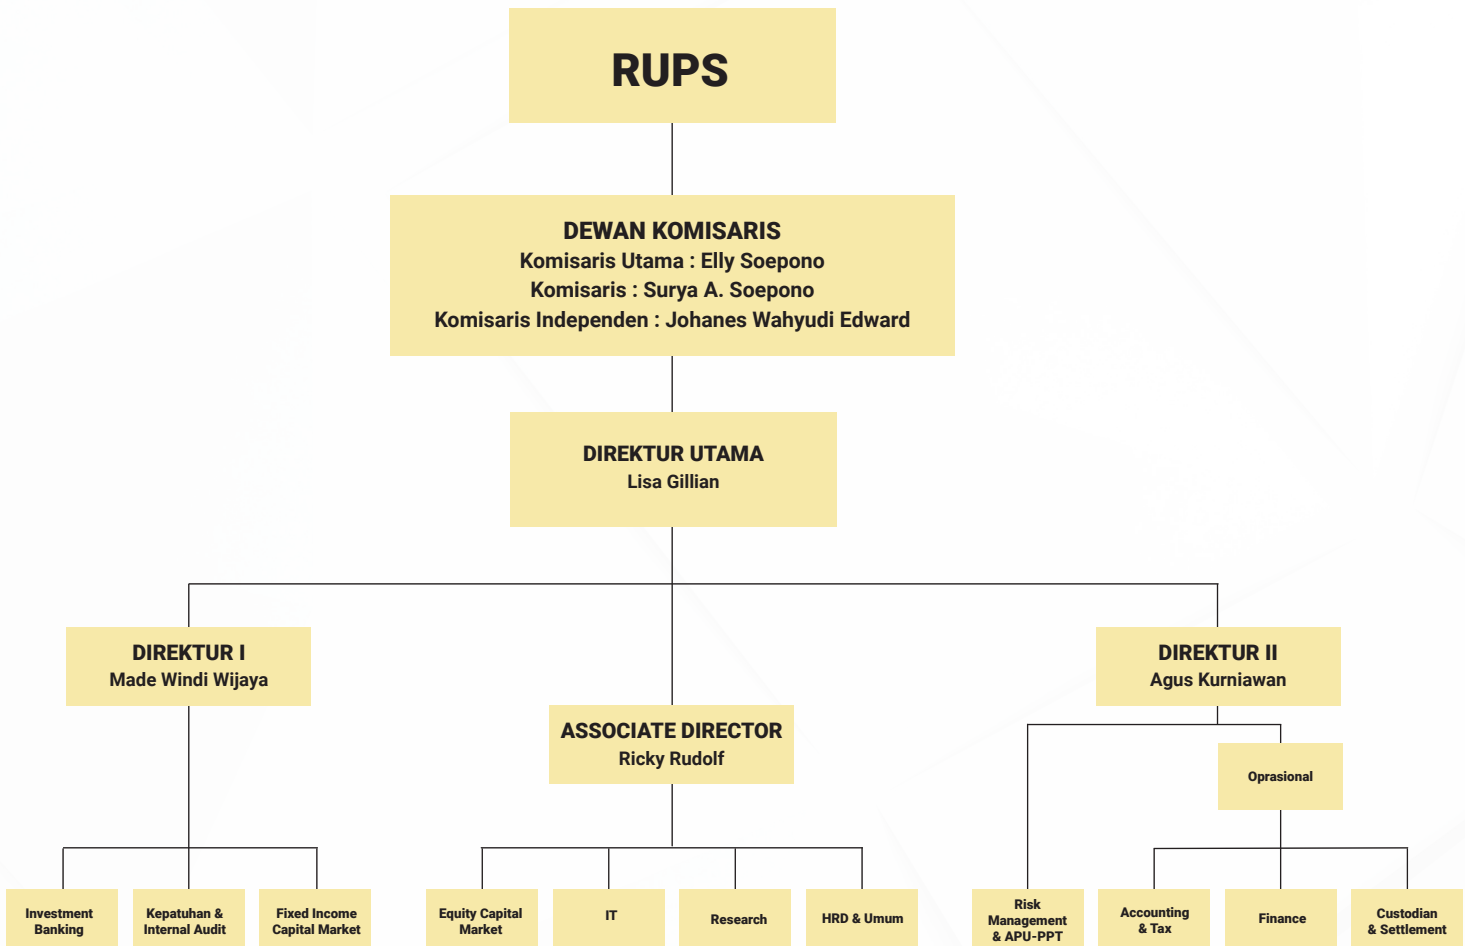 RUPS
DEWAN KOMISARIS
Komisaris Utama : Elly Soepono
Komisaris : Surya A. Soepono
Komisaris Independen : Johanes Wahyudi Edward
DIREKTUR UTAMA
Lisa Gillian
DIREKTUR I
Made Windi Wijaya
ASSOCIATE DIRECTOR
Ricky Rudolf
DIREKTUR II
Agus Kurniawan
Oprasional
Investment
Banking
Kepatuhan &
Internal Audit
Fixed Income
Capital Market
Equity Capital
Market
IT
Research
HRD & Umum
Risk
Management
& APU-PPT
Accounting
& Tax
Finance
Custodian
& Settlement